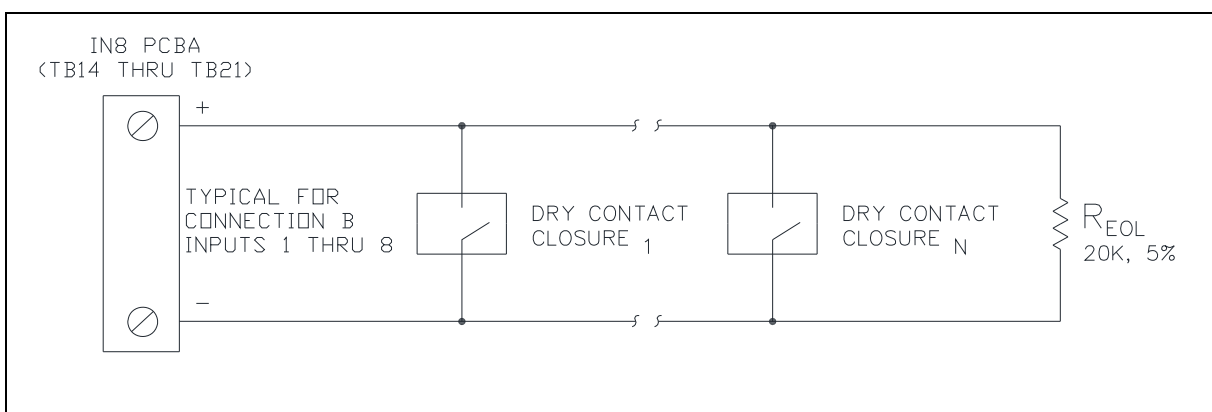 IN8 PCBA
(TB14 THRU TB21)
+
TYPICAL FOR
CONNECTION B
INPUTS 1 THRU 8
DRY CONTACT
CLOSURE 1
DRY CONTACT
CLOSURE N
REOL
20K, 5%
−